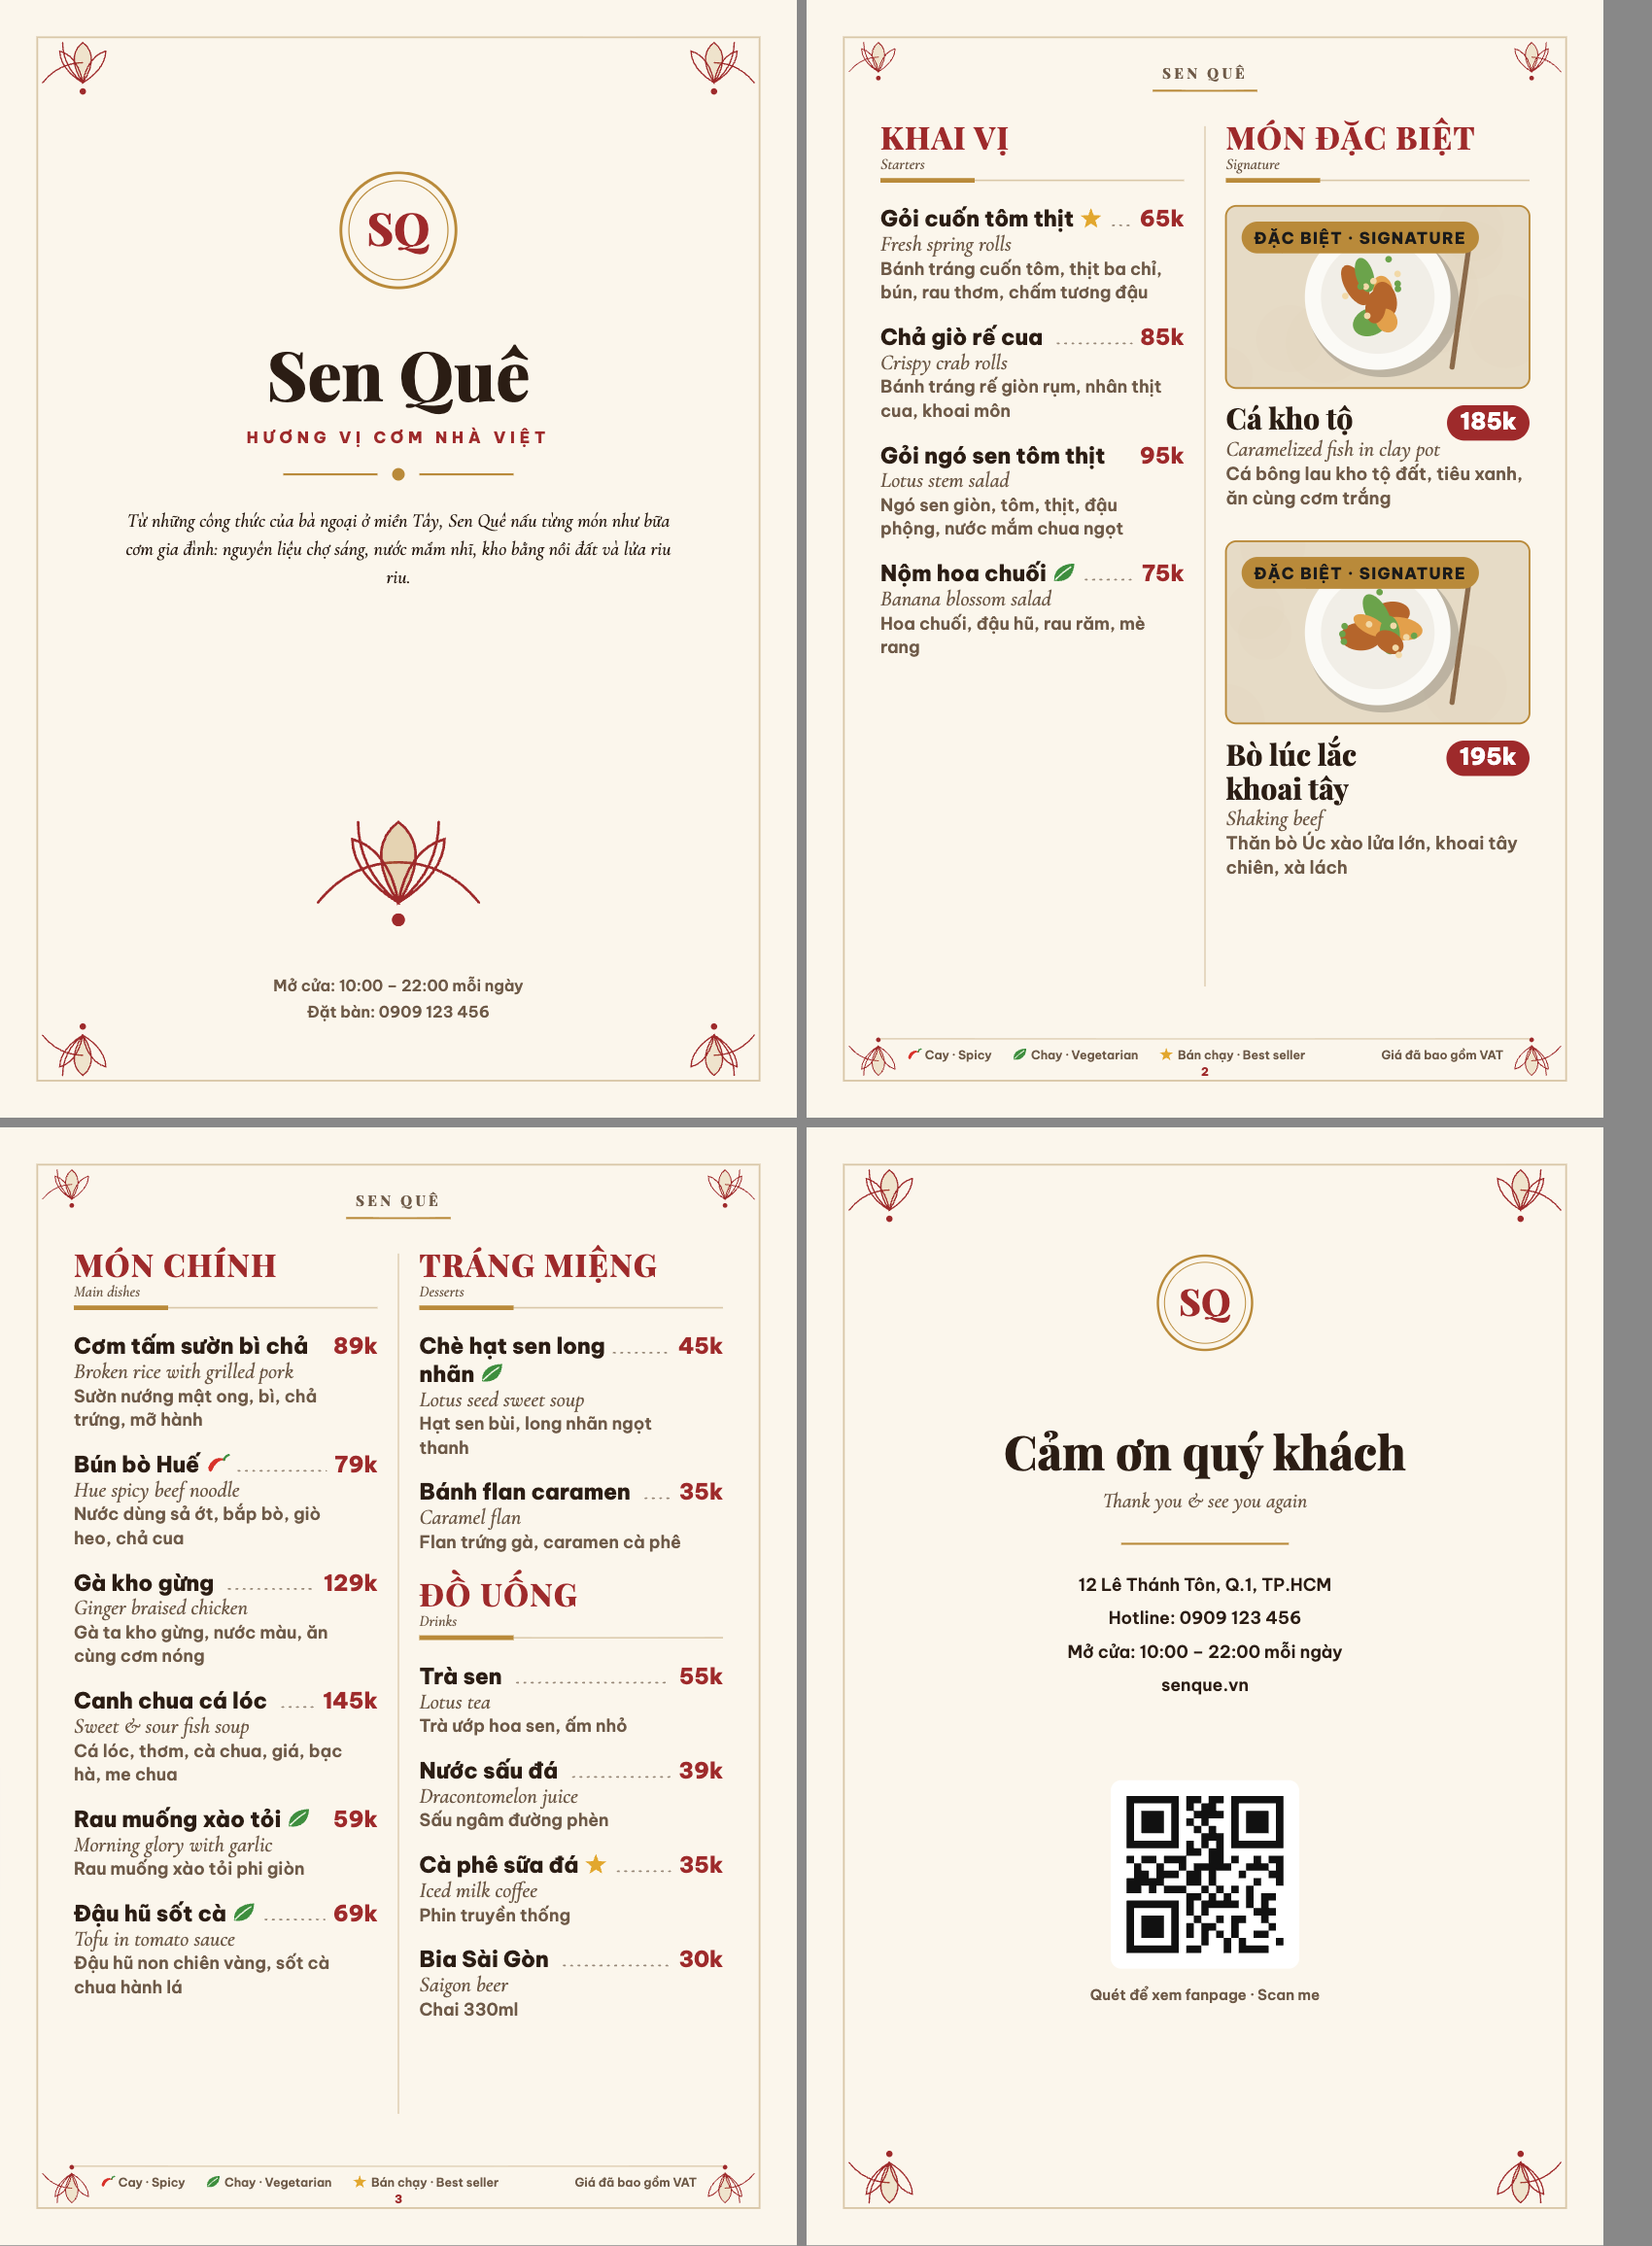 SQ
Sen Quê
HƯƠNG VỊ CƠM NHÀ VIỆT
Từ những công thức của bà ngoại ở miền Tây, Sen Quê nấu từng món như bữa
cơm gia đình: nguyên liệu chợ sáng, nước mắm nhĩ, kho bằng nồi đất và lửa riu
riu.
Mở cửa: 10:00 – 22:00 mỗi ngày
Đặt bàn: 0909 123 456
SEN QUÊ
KHAI VỊ
Starters
Gỏi cuốn tôm thịt ... 65k
Fresh spring rolls
Bánh tráng cuốn tôm, thịt ba chỉ,
bún, rau thơm, chấm tương đậu
Chả giò rế cua .......... 85k
Crispy crab rolls
Bánh tráng rế giòn rụm, nhân thịt
cua, khoai môn
Gỏi ngó sen tôm thịt 95k
Lotus stem salad
Ngó sen giòn, tôm, thịt, đậu
phộng, nước mắm chua ngọt
Nộm hoa chuối ....... 75k
Banana blossom salad
Hoa chuối, đậu hũ, rau răm, mè
rang
MÓN ĐẶC BIỆT
Signature
ĐẶC BIỆT · SIGNATURE
Cá kho tộ 185k
Caramelized fish in clay pot
Cá bông lau kho tộ đất, tiêu xanh,
ăn cùng cơm trắng
ĐẶC BIỆT · SIGNATURE
Bò lúc lắc 195k
khoai tây
Shaking beef
Thăn bò Úc xào lửa lớn, khoai tây
chiên, xà lách
Cay · Spicy Chay · Vegetarian Bán chạy · Best seller Giá đã bao gồm VAT
2
SEN QUÊ
MÓN CHÍNH
Main dishes
Cơm tấm sườn bì chả 89k
Broken rice with grilled pork
Sườn nướng mật ong, bì, chả
trứng, mỡ hành
Bún bò Huế ............ 79k
Hue spicy beef noodle
Nước dùng sả ớt, bắp bò, giò
heo, chả cua
Gà kho gừng ........... 129k
Ginger braised chicken
Gà ta kho gừng, nước màu, ăn
cùng cơm nóng
Canh chua cá lóc ..... 145k
Sweet & sour fish soup
Cá lóc, thơm, cà chua, giá, bạc
hà, me chua
Rau muống xào tỏi 59k
Morning glory with garlic
Rau muống xào tỏi phi giòn
Đậu hũ sốt cà ........ 69k
Tofu in tomato sauce
Đậu hũ non chiên vàng, sốt cà
chua hành lá
TRÁNG MIỆNG
Desserts
Chè hạt sen long ....... 45k
nhãn
Lotus seed sweet soup
Hạt sen bùi, long nhãn ngọt
thanh
Bánh flan caramen .... 35k
Caramel flan
Flan trứng gà, caramen cà phê
ĐỒ UỐNG
Drinks
Trà sen ................... 55k
Lotus tea
Trà ướp hoa sen, ấm nhỏ
Nước sấu đá ............. 39k
Dracontomelon juice
Sấu ngâm đường phèn
Cà phê sữa đá ....... 35k
Iced milk coffee
Phin truyền thống
Bia Sài Gòn .............. 30k
Saigon beer
Chai 330ml
Cay · Spicy Chay · Vegetarian Bán chạy · Best seller Giá đã bao gồm VAT
3
SQ
Cảm ơn quý khách
Thank you & see you again
12 Lê Thánh Tôn, Q.1, TP.HCM
Hotline: 0909 123 456
Mở cửa: 10:00 – 22:00 mỗi ngày
senque.vn
Quét để xem fanpage · Scan me